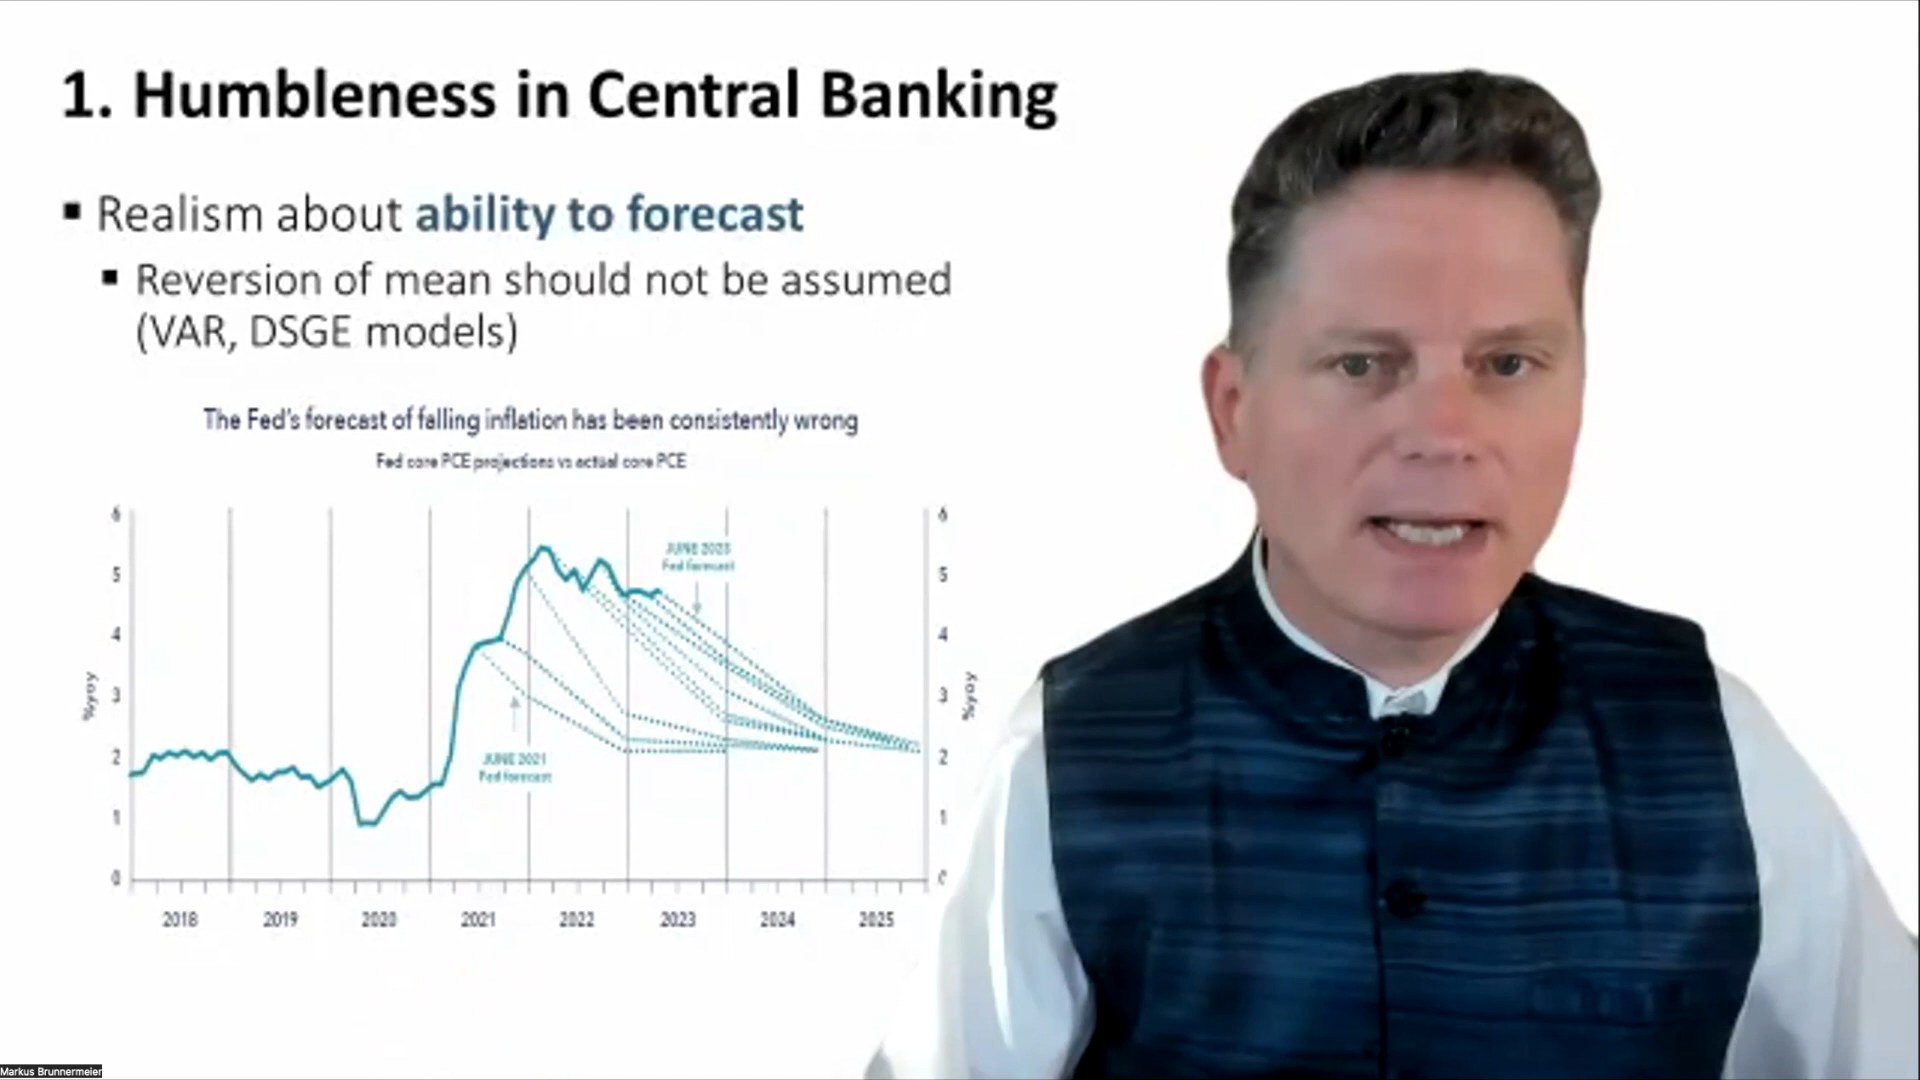 1. Humbleness in Central Banking
▪ Realism about ability to forecast
▪ Reversion of mean should not be assumed
(VAR, DSGE models)
The Fed's forecast of falling inflation has been consistently wrong
Fed core PCE projections vs actual core PCE
6 6
JUNE 2023
Fed forecast
5 5
4 4
3 3
%yoy %yoy
JUNE 2021
Fed forecast
2 2
1 1
0
2018 2019 2020 2021 2022 2023 2024 2025
Markus Brunnermeier